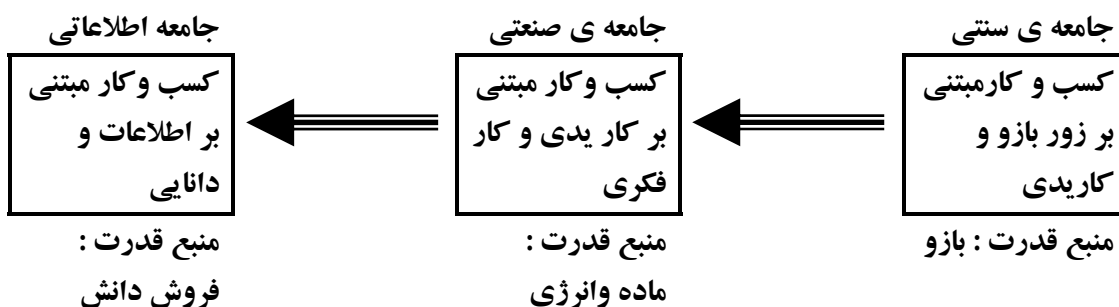 جامعه ی سنتی
کسب و کارمبتنی
بر زور بازو و
کاریدی
منبع قدرت : بازو
جامعه ی صنعتی
کسب وکار مبتنی
بر کار یدی و کار
فکری
منبع قدرت :
ماده وانرژی
جامعه اطلاعاتی
کسب وکار مبتنی
بر اطلاعات و
دانایی
منبع قدرت :
فروش دانش